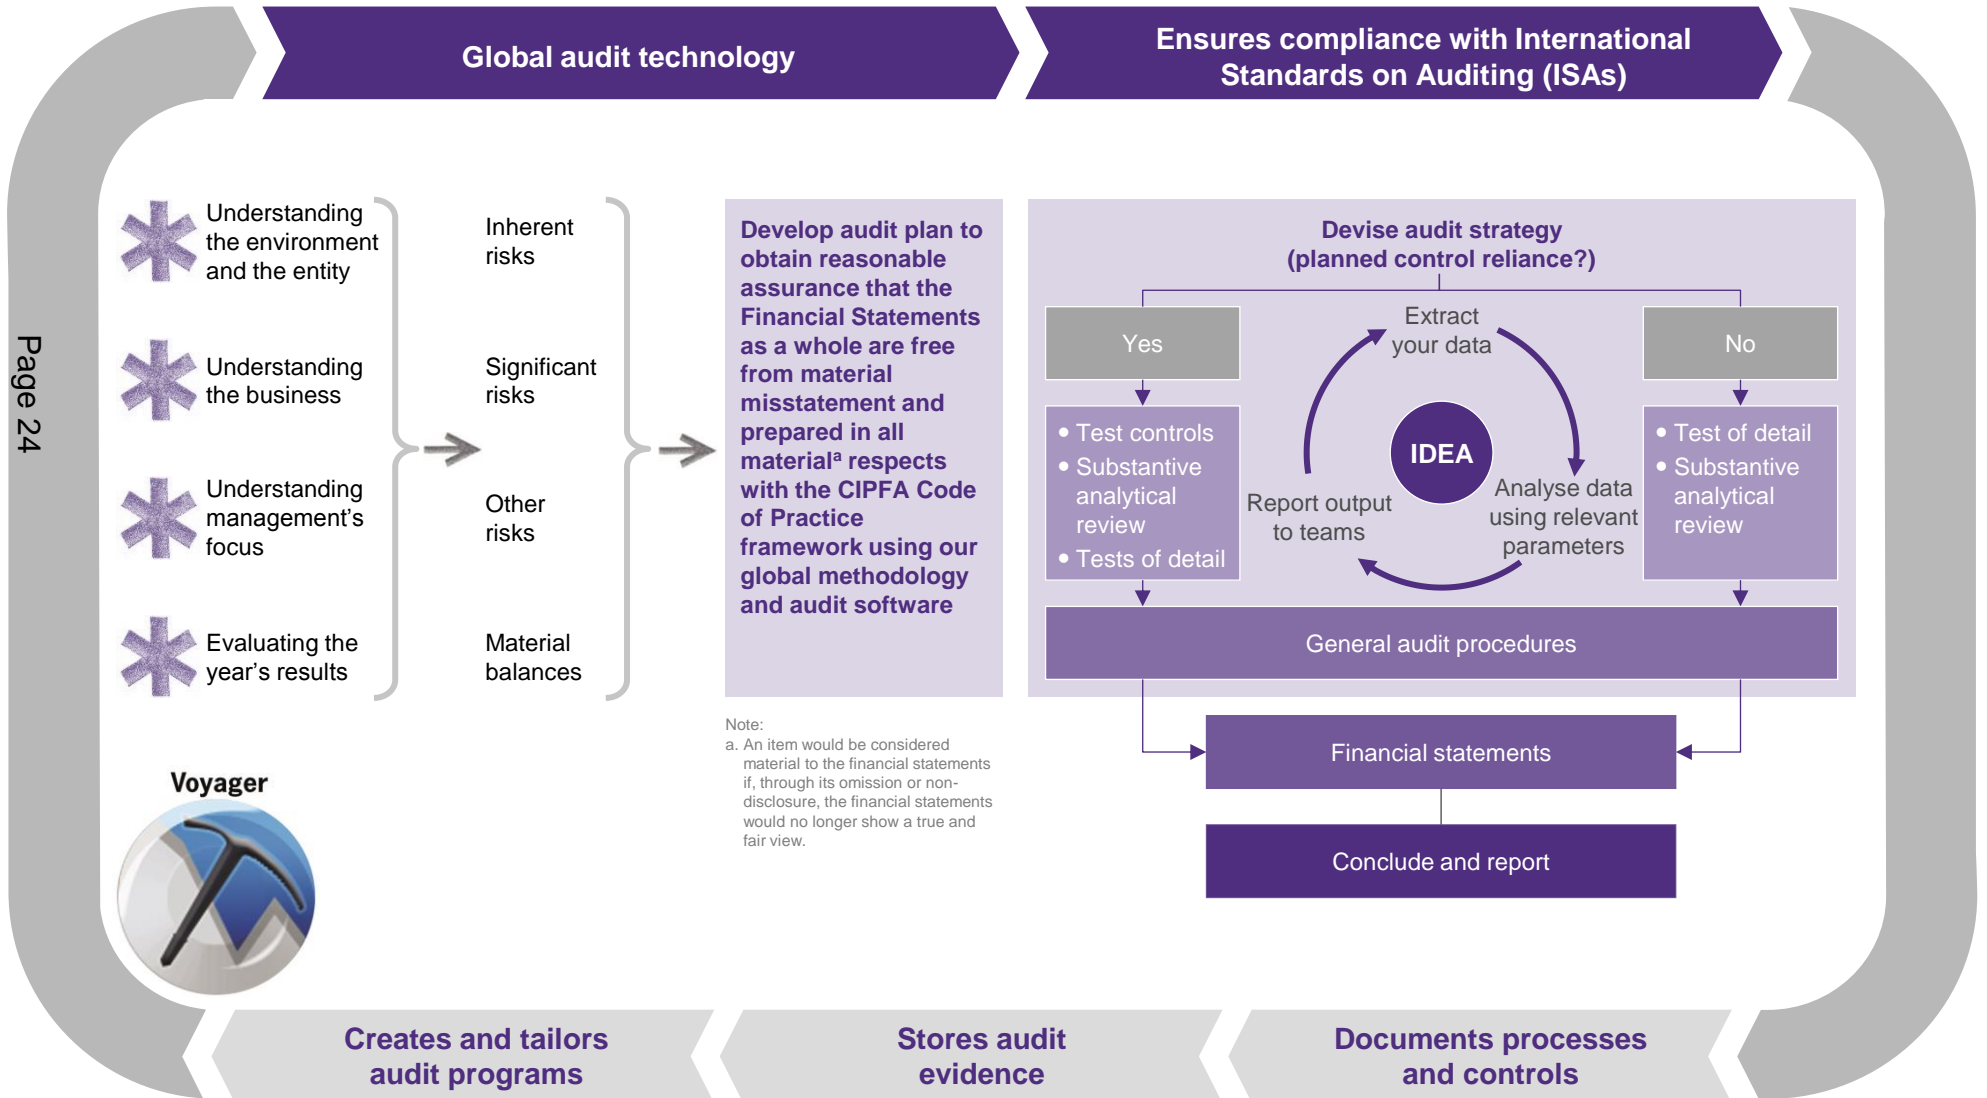 Global audit technology
Ensures compliance with International
Standards on Auditing (ISAs)
Page 24
Understanding
the environment
and the entity
Understanding
the business
Understanding
management’s
focus
Evaluating the
year’s results
Inherent
risks
Significant
risks
Other
risks
Material
balances
Develop audit plan to
obtain reasonable
assurance that the
Financial Statements
as a whole are free
from material
misstatement and
prepared in all
materialᵃ respects
with the CIPFA Code
of Practice
framework using our
global methodology
and audit software
Note:
a. An item would be considered
material to the financial statements
if, through its omission or non-
disclosure, the financial statements
would no longer show a true and
fair view.
Devise audit strategy
(planned control reliance?)
Yes
• Test controls
• Substantive
analytical
review
• Tests of detail
Extract
your data
IDEA
Analyse data
using relevant
parameters
Report output
to teams
No
• Test of detail
• Substantive
analytical
review
General audit procedures
Financial statements
Conclude and report
Voyager
Creates and tailors
audit programs
Stores audit
evidence
Documents processes
and controls